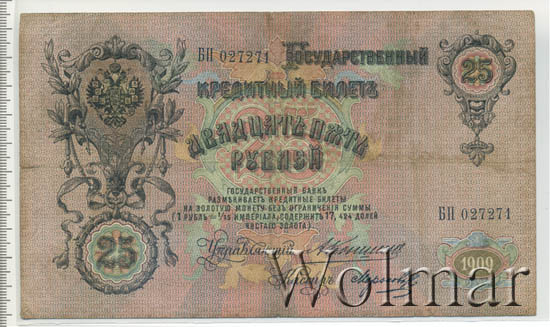 БП 027271 Государственный
25
Кредитный Билетъ
Двадцать пять
рублей
Государственный Банкъ
размѣниваетъ кредитные билеты
на золотую монету безъ ограниченія суммы
(1 рубль = 1/15 имперіала, содержитъ 17,424 долей
чистаго золота)
БП 027271
25
Управляющій
1909
Кассиръ
Wolmar